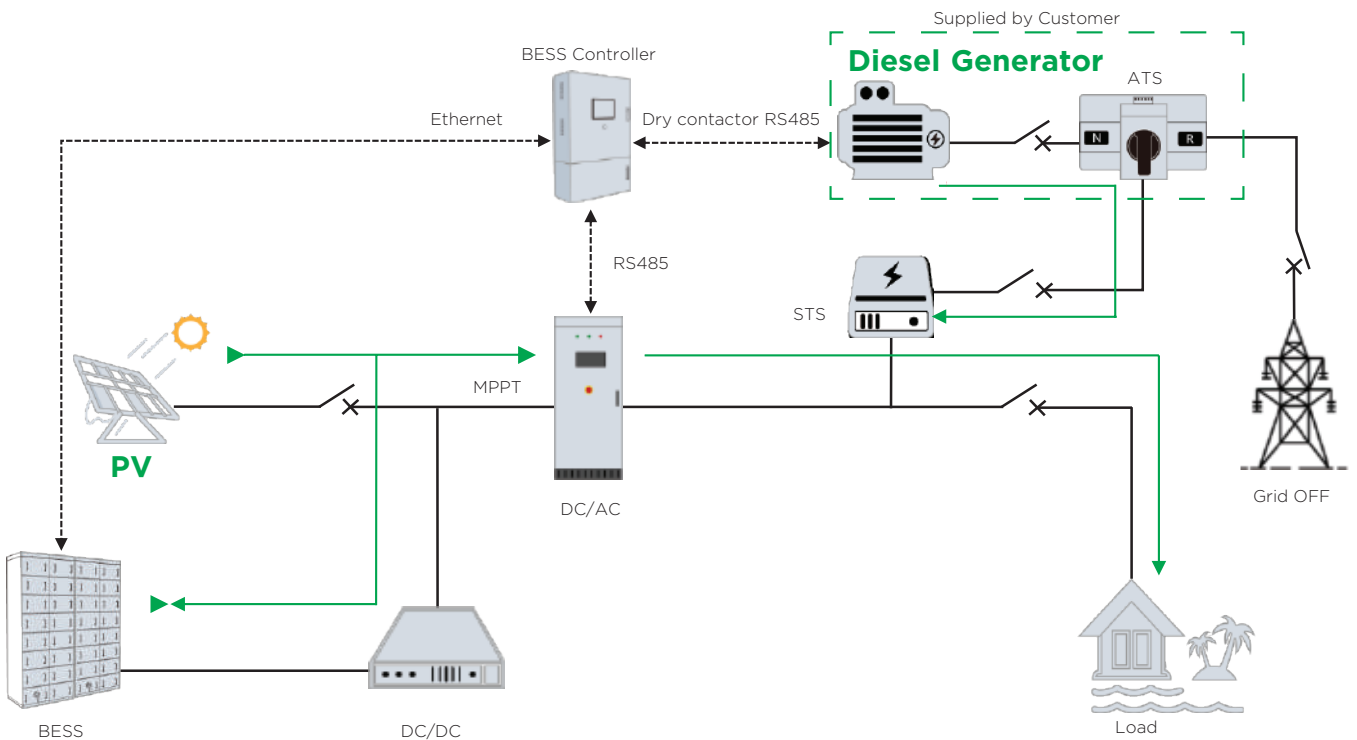 Supplied by Customer
BESS Controller
Diesel Generator
ATS
Ethernet
Dry contactor RS485
N
R
RS485
STS
MPPT
PV
DC/AC
Grid OFF
BESS
DC/DC
Load